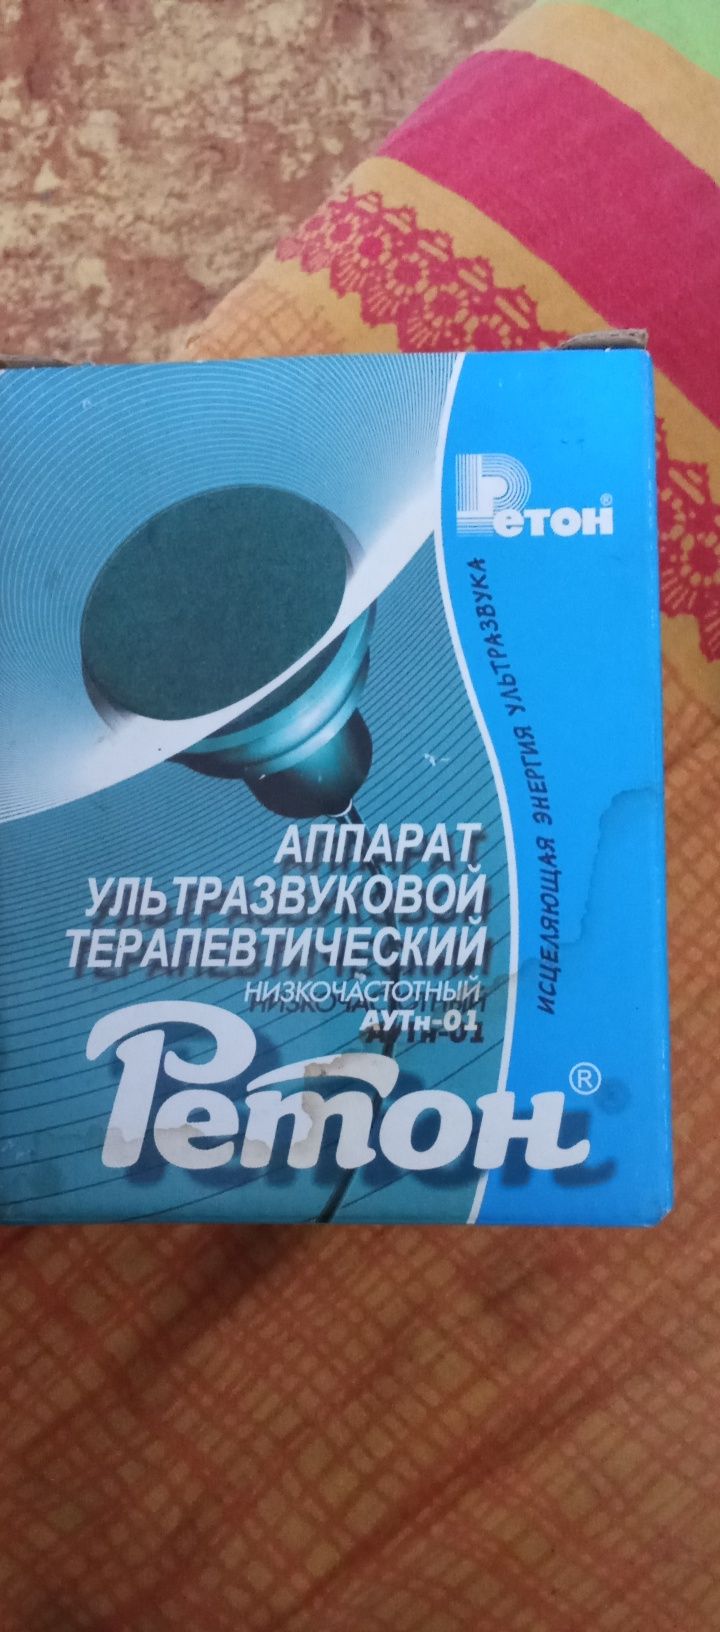 Ретон®
ИСЦЕЛЯЮЩАЯ ЭНЕРГИЯ УЛЬТРАЗВУКА
АППАРАТ
УЛЬТРАЗВУКОВОЙ
ТЕРАПЕВТИЧЕСКИЙ
НИЗКОЧАСТОТНЫЙ
АУТн-01
Ретон®